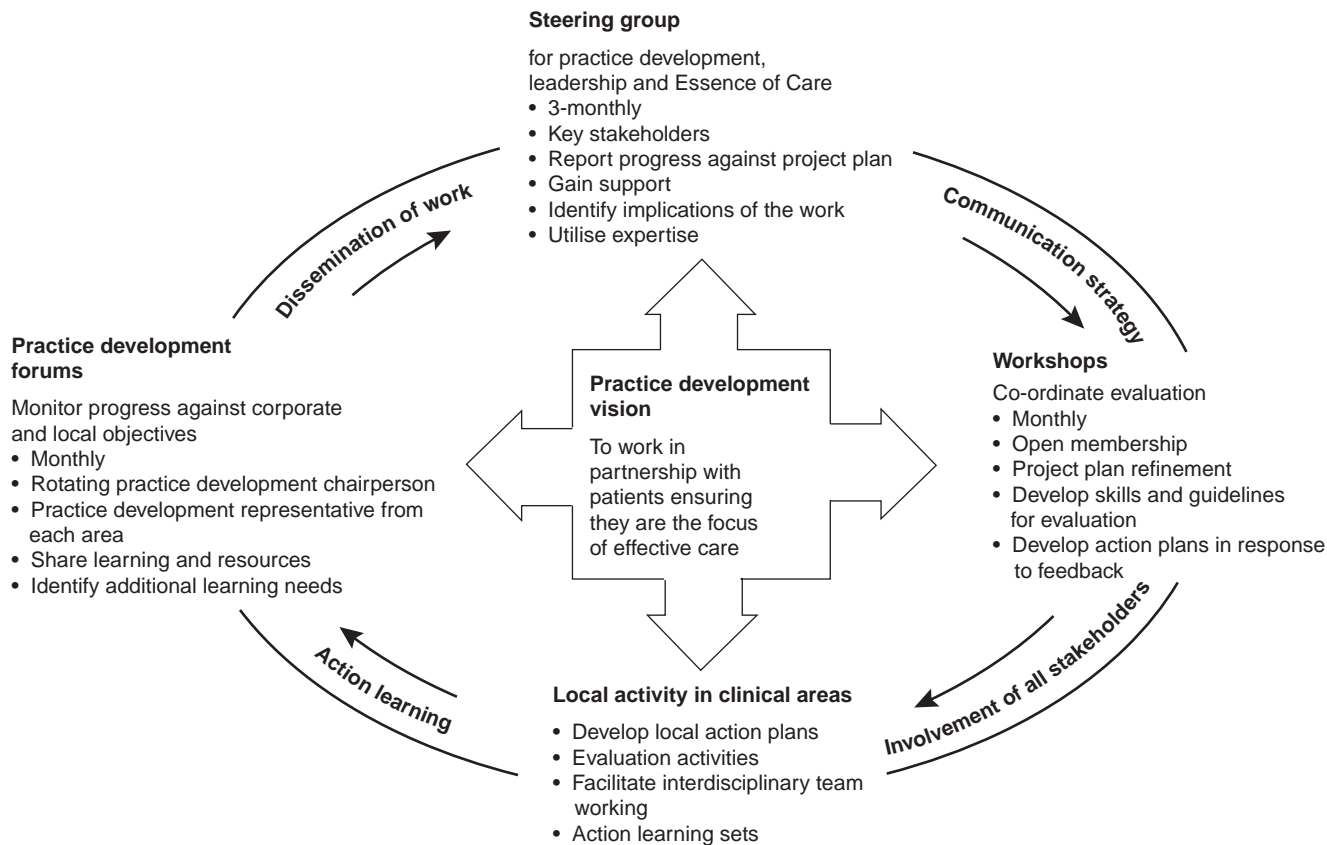 Steering group
for practice development,
leadership and Essence of Care
• 3-monthly
• Key stakeholders
• Report progress against project plan
• Gain support
• Identify implications of the work
• Utilise expertise
Dissemination of work
Communication strategy
Practice development
forums
Monitor progress against corporate
and local objectives
• Monthly
• Rotating practice development chairperson
• Practice development representative from
each area
• Share learning and resources
• Identify additional learning needs
Practice development
vision
To work in
partnership with
patients ensuring
they are the focus
of effective care
Workshops
Co-ordinate evaluation
• Monthly
• Open membership
• Project plan refinement
• Develop skills and guidelines
for evaluation
• Develop action plans in response
to feedback
Action learning
Involvement of all stakeholders
Local activity in clinical areas
• Develop local action plans
• Evaluation activities
• Facilitate interdisciplinary team
working
• Action learning sets